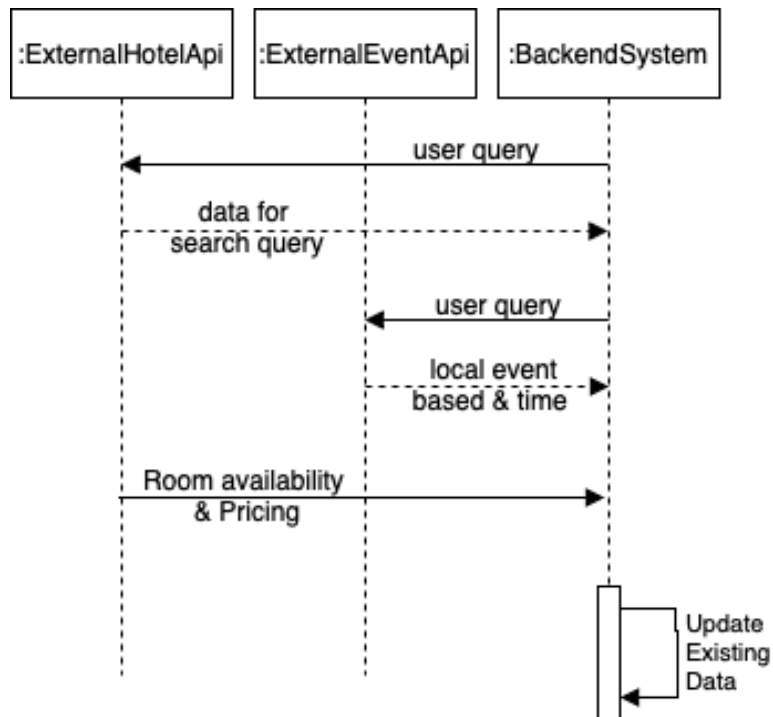 :ExternalHotelApi
:ExternalEventApi
:BackendSystem
user query
data for
search query
user query
local event
based & time
Room availability
& Pricing
Update
Existing
Data